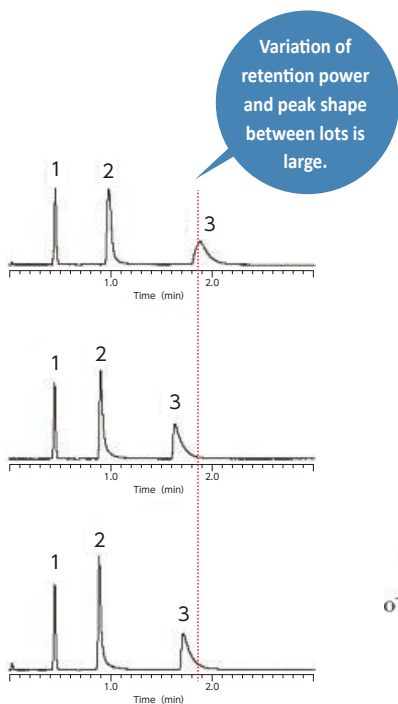 Variation of
retention power
and peak shape
between lots is
large.
1
2
3
1.0 2.0
Time (min)
1
2
3
1.0 2.0
Time (min)
1
2
3
1.0 2.0
Time (min)